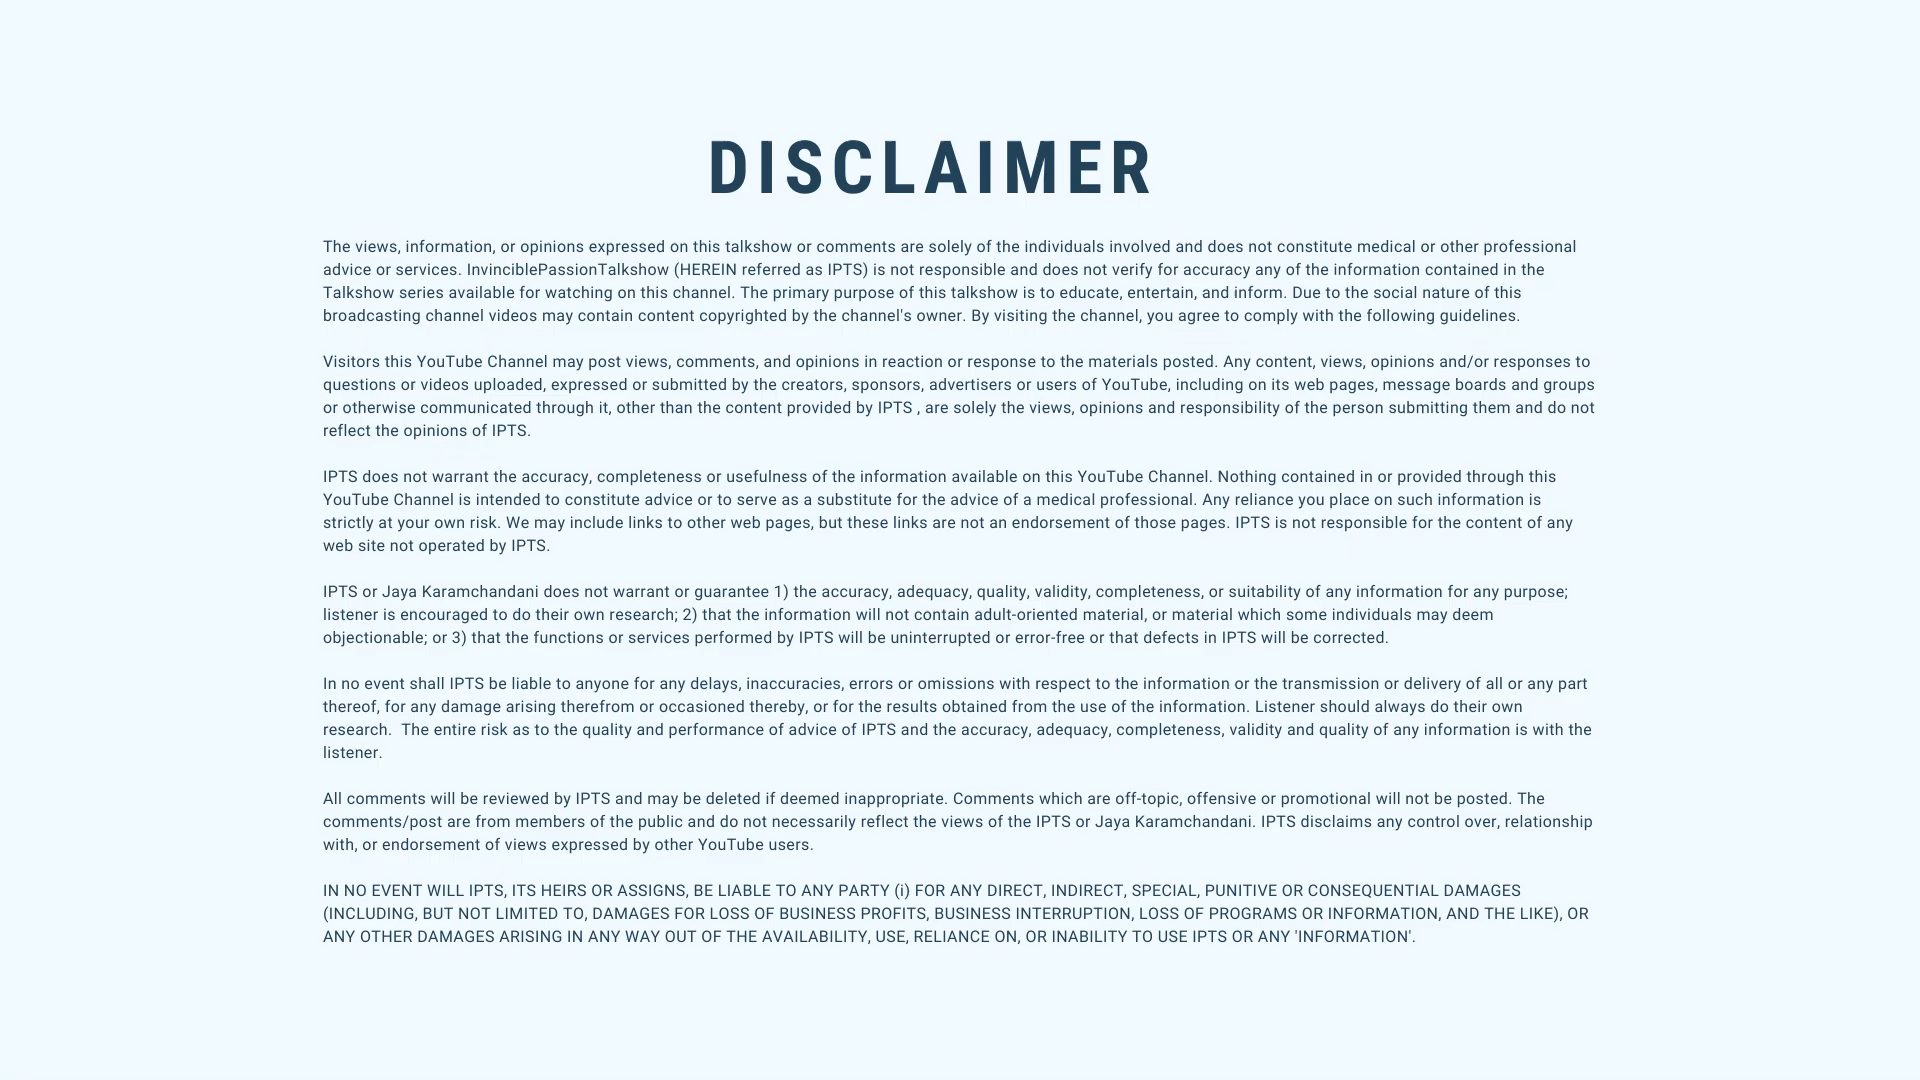 DISCLAIMER
The views, information, or opinions expressed on this talkshow or comments are solely of the individuals involved and does not constitute medical or other professional
advice or services. InvinciblePassionTalkshow (HEREIN referred as IPTS) is not responsible and does not verify for accuracy any of the information contained in the
Talkshow series available for watching on this channel. The primary purpose of this talkshow is to educate, entertain, and inform. Due to the social nature of this
broadcasting channel videos may contain content copyrighted by the channel's owner. By visiting the channel, you agree to comply with the following guidelines.
Visitors this YouTube Channel may post views, comments, and opinions in reaction or response to the materials posted. Any content, views, opinions and/or responses to
questions or videos uploaded, expressed or submitted by the creators, sponsors, advertisers or users of YouTube, including on its web pages, message boards and groups
or otherwise communicated through it, other than the content provided by IPTS , are solely the views, opinions and responsibility of the person submitting them and do not
reflect the opinions of IPTS.
IPTS does not warrant the accuracy, completeness or usefulness of the information available on this YouTube Channel. Nothing contained in or provided through this
YouTube Channel is intended to constitute advice or to serve as a substitute for the advice of a medical professional. Any reliance you place on such information is
strictly at your own risk. We may include links to other web pages, but these links are not an endorsement of those pages. IPTS is not responsible for the content of any
web site not operated by IPTS.
IPTS or Jaya Karamchandani does not warrant or guarantee 1) the accuracy, adequacy, quality, validity, completeness, or suitability of any information for any purpose;
listener is encouraged to do their own research; 2) that the information will not contain adult-oriented material, or material which some individuals may deem
objectionable; or 3) that the functions or services performed by IPTS will be uninterrupted or error-free or that defects in IPTS will be corrected.
In no event shall IPTS be liable to anyone for any delays, inaccuracies, errors or omissions with respect to the information or the transmission or delivery of all or any part
thereof, for any damage arising therefrom or occasioned thereby, or for the results obtained from the use of the information. Listener should always do their own
research.  The entire risk as to the quality and performance of advice of IPTS and the accuracy, adequacy, completeness, validity and quality of any information is with the
listener.
All comments will be reviewed by IPTS and may be deleted if deemed inappropriate. Comments which are off-topic, offensive or promotional will not be posted. The
comments/post are from members of the public and do not necessarily reflect the views of the IPTS or Jaya Karamchandani. IPTS disclaims any control over, relationship
with, or endorsement of views expressed by other YouTube users.
IN NO EVENT WILL IPTS, ITS HEIRS OR ASSIGNS, BE LIABLE TO ANY PARTY (i) FOR ANY DIRECT, INDIRECT, SPECIAL, PUNITIVE OR CONSEQUENTIAL DAMAGES
(INCLUDING, BUT NOT LIMITED TO, DAMAGES FOR LOSS OF BUSINESS PROFITS, BUSINESS INTERRUPTION, LOSS OF PROGRAMS OR INFORMATION, AND THE LIKE), OR
ANY OTHER DAMAGES ARISING IN ANY WAY OUT OF THE AVAILABILITY, USE, RELIANCE ON, OR INABILITY TO USE IPTS OR ANY 'INFORMATION'.